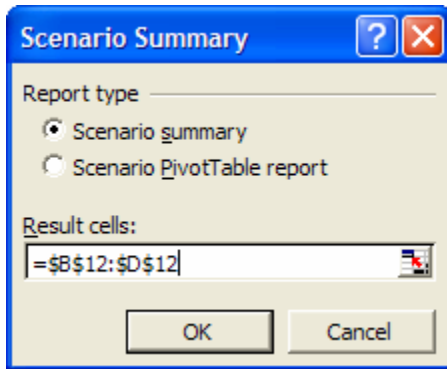 Scenario Summary
Report type
Scenario summary
Scenario PivotTable report
Result cells:
=$B$12:$D$12
OK
Cancel